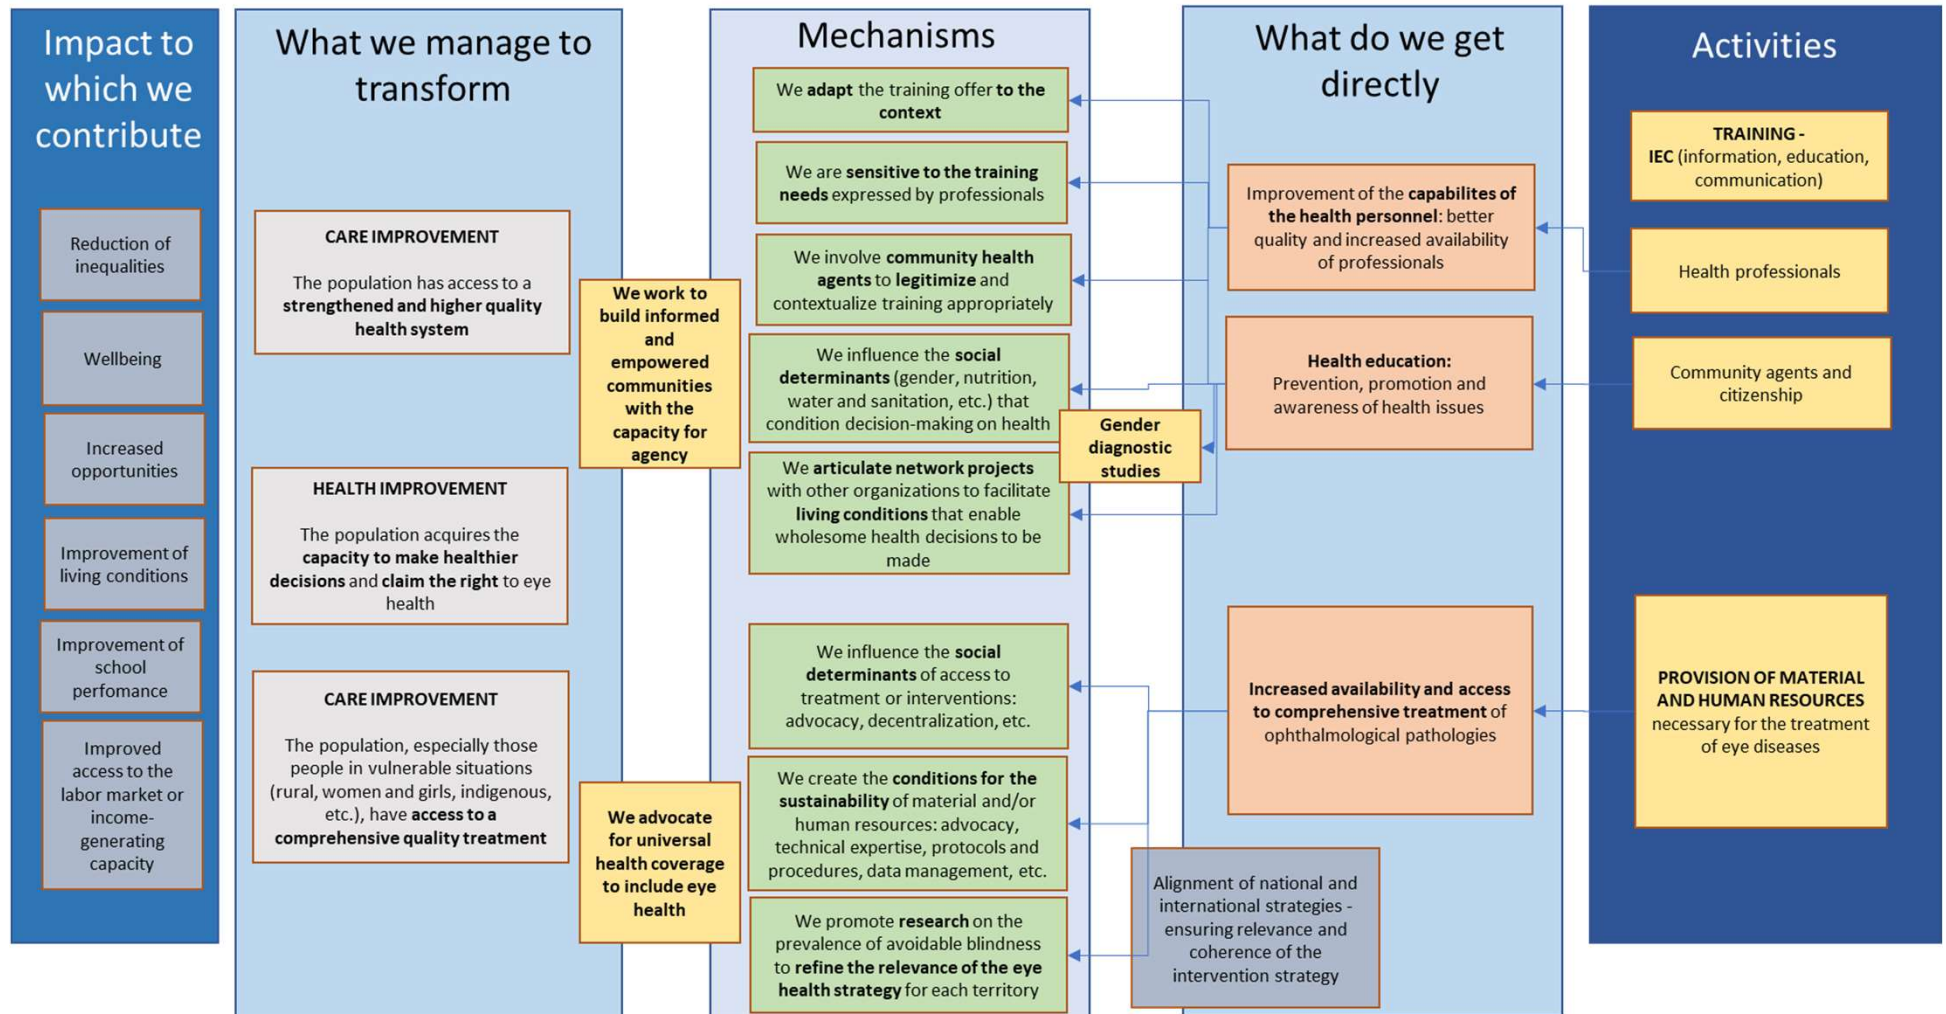 Impact to
which we
contribute
Reduction of
inequalities
Wellbeing
Increased
opportunities
Improvement of
living conditions
Improvement of
school
perfomance
Improved
access to the
labor market or
income-
generating
capacity
What we manage to
transform
CARE IMPROVEMENT
The population has access to a
strengthened and higher quality
health system
HEALTH IMPROVEMENT
The population acquires the
capacity to make healthier
decisions and claim the right to eye
health
CARE IMPROVEMENT
The population, especially those
people in vulnerable situations
(rural, women and girls, indigenous,
etc.), have access to a
comprehensive quality treatment
We work to
build informed
and
empowered
communities
with the
capacity for
agency
We advocate
for universal
health coverage
to include eye
health
Mechanisms
We adapt the training offer to the
context
We are sensitive to the training
needs expressed by professionals
We involve community health
agents to legitimize and
contextualize training appropriately
We influence the social
determinants (gender, nutrition,
water and sanitation, etc.) that
condition decision-making on health
We articulate network projects
with other organizations to facilitate
living conditions that enable
wholesome health decisions to be
made
We influence the social
determinants of access to
treatment or interventions:
advocacy, decentralization, etc.
We create the conditions for the
sustainability of material and/or
human resources: advocacy,
technical expertise, protocols and
procedures, data management, etc.
We promote research on the
prevalence of avoidable blindness
to refine the relevance of the eye
health strategy for each territory
Gender
diagnostic
studies
What do we get
directly
Improvement of the capabilites of
the health personnel: better
quality and increased availability
of professionals
Health education:
Prevention, promotion and
awareness of health issues
Increased availability and access
to comprehensive treatment of
ophthalmological pathologies
Alignment of national and
international strategies -
ensuring relevance and
coherence of the
intervention strategy
Activities
TRAINING -
IEC (information, education,
communication)
Health professionals
Community agents and
citizenship
PROVISION OF MATERIAL
AND HUMAN RESOURCES
necessary for the treatment
of eye diseases